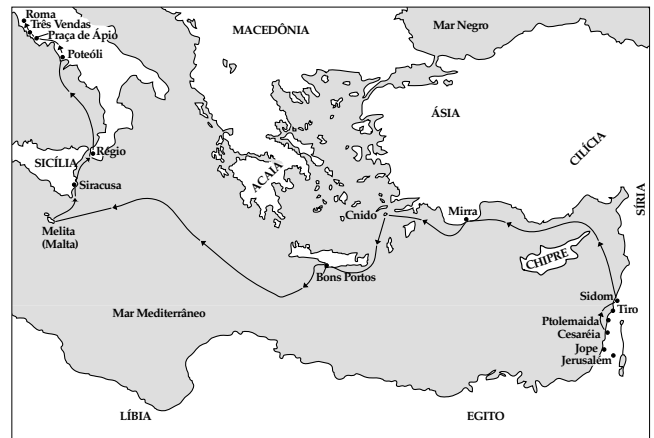 Roma
Três Vendas
Praça de Ápio
Poteóli
MACEDÔNIA
Mar Negro
ÁSIA
CILÍCIA
SÍRIA
Régio
SICÍLIA
Siracusa
ACAIÁ
Melita
(Malta)
Cnido
Mirra
CHIPRE
Bons Portos
Sidom
Tiro
Mar Mediterrâneo
Ptolemaida
Cesaréia
Jope
Jerusalém
LÍBIA
EGITO